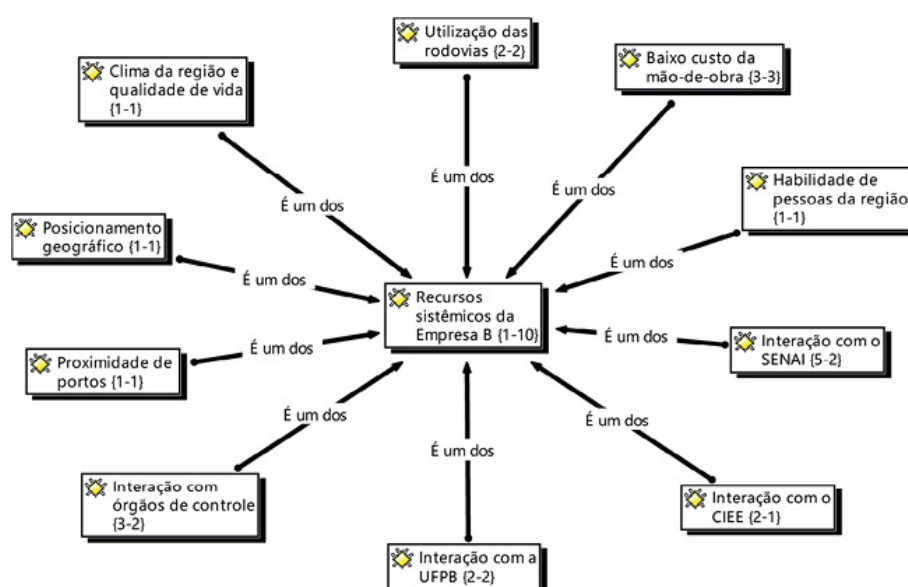 Utilização das
rodovias {2-2}
Clima da região e
qualidade de vida
{1-1}
Baixo custo da
mão-de-obra {3-3}
É um dos
É um dos
É um dos
Habilidade de
pessoas da região
{1-1}
Posicionamento
geográfico {1-1}
É um dos
É um dos
Recursos
sistêmicos da
Empresa B {1-10}
Proximidade de
portos {1-1}
É um dos
É um dos
Interação com o
SENAI {5-2}
É um dos
É um dos
É um dos
Interação com
órgãos de controle
{3-2}
Interação com o
CIEE {2-1}
Interação com a
UFPB {2-2}